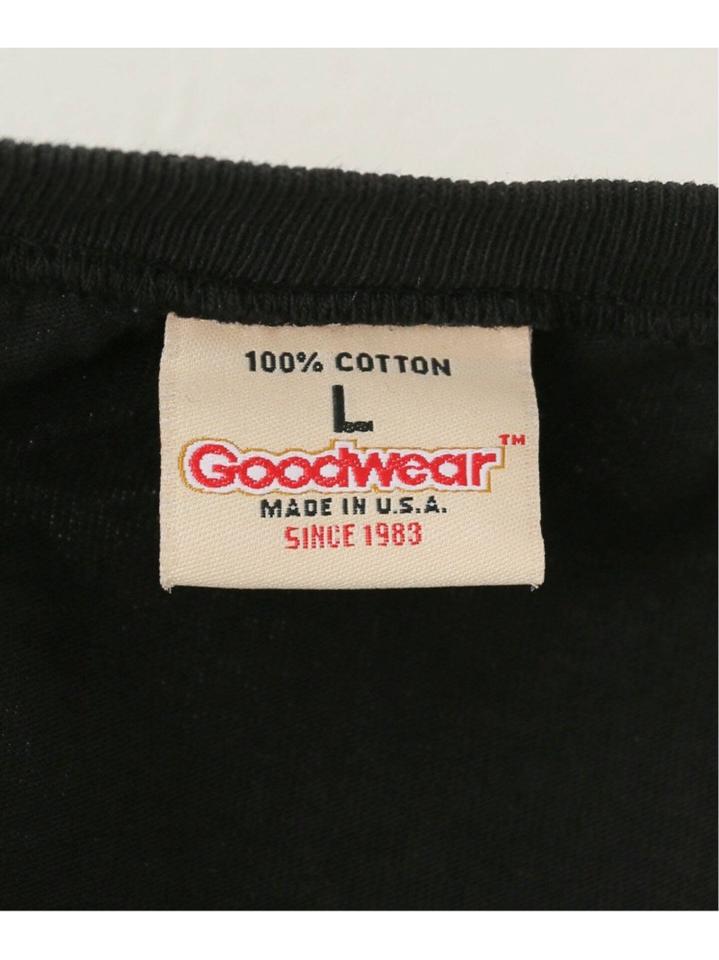 100% COTTON
L
Goodwear™
MADE IN U.S.A.
SINCE 1983